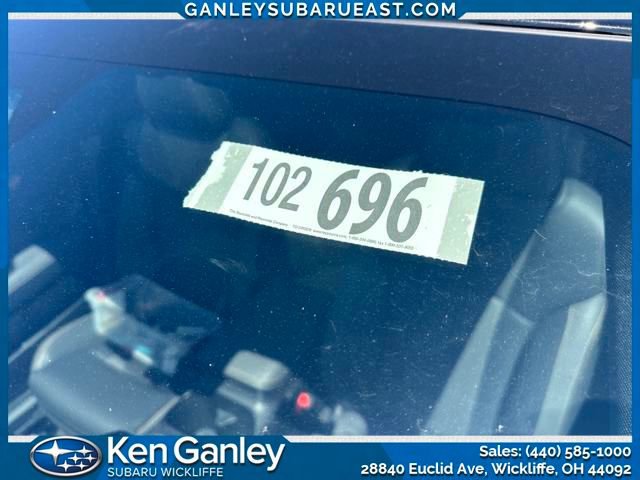 GANLEYSUBARUEAST.COM
102 696
Ken Ganley
SUBARU WICKLIFFE
Sales: (440) 585-1000
28840 Euclid Ave, Wickliffe, OH 44092